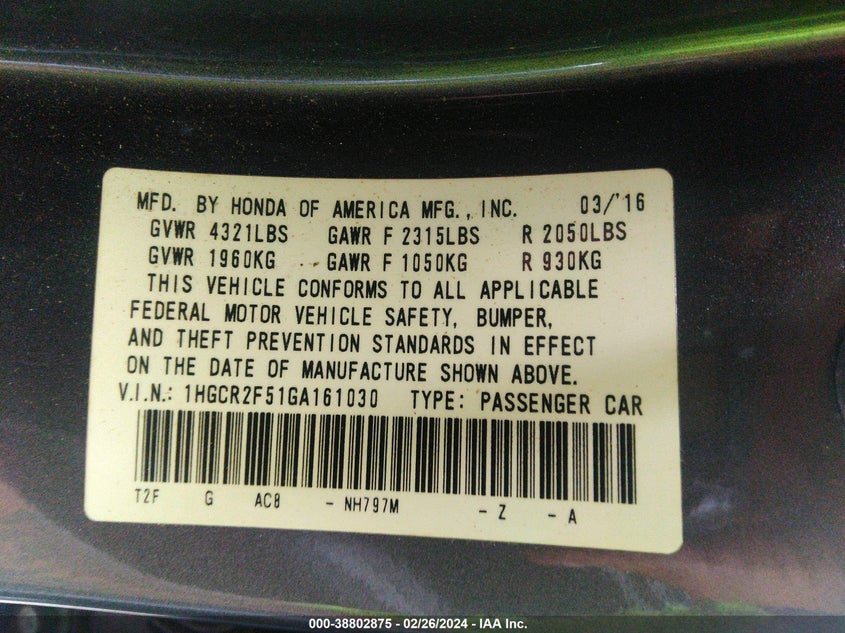 MFD. BY HONDA OF AMERICA MFG., INC. 03/'16
GVWR 4321LBS GAWR F 2315LBS R 2050LBS
GVWR 1960KG GAWR F 1050KG R 930KG
THIS VEHICLE CONFORMS TO ALL APPLICABLE
FEDERAL MOTOR VEHICLE SAFETY, BUMPER,
AND THEFT PREVENTION STANDARDS IN EFFECT
ON THE DATE OF MANUFACTURE SHOWN ABOVE.
V.I.N.: 1HGCR2F51GA161030 TYPE: PASSENGER CAR
T2F G AC8 - NH797M - Z - A
000-38802875 - 02/26/2024 - IAA Inc.